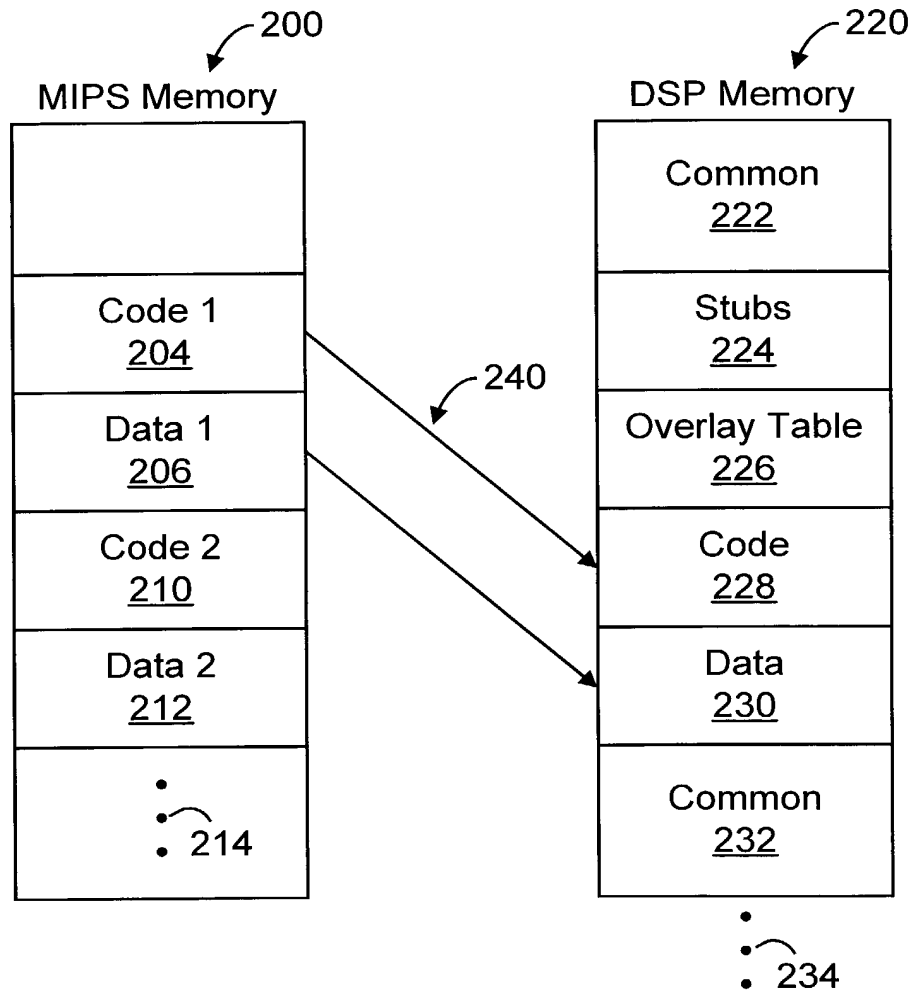 200
MIPS Memory
Code 1
204
Data 1
206
Code 2
210
Data 2
212
214
240
220
DSP Memory
Common
222
Stubs
224
Overlay Table
226
Code
228
Data
230
Common
232
234